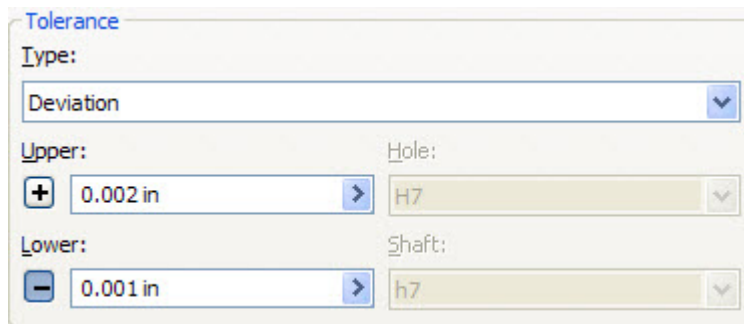 Tolerance
Type:
Deviation
Upper:
Hole:
+ 0.002 in
H7
Lower:
Shaft:
- 0.001 in
h7